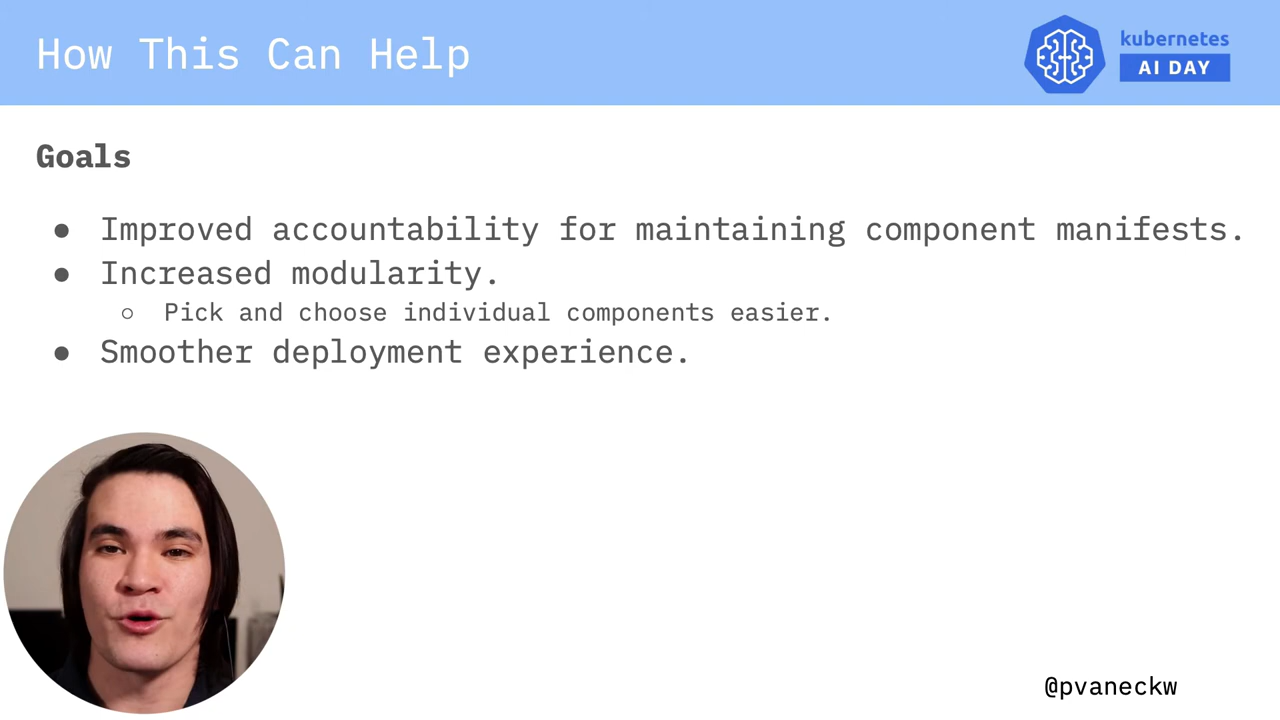 How This Can Help
kubernetes
AI DAY
Goals
● Improved accountability for maintaining component manifests.
● Increased modularity.
○ Pick and choose individual components easier.
● Smoother deployment experience.
@pvaneckw